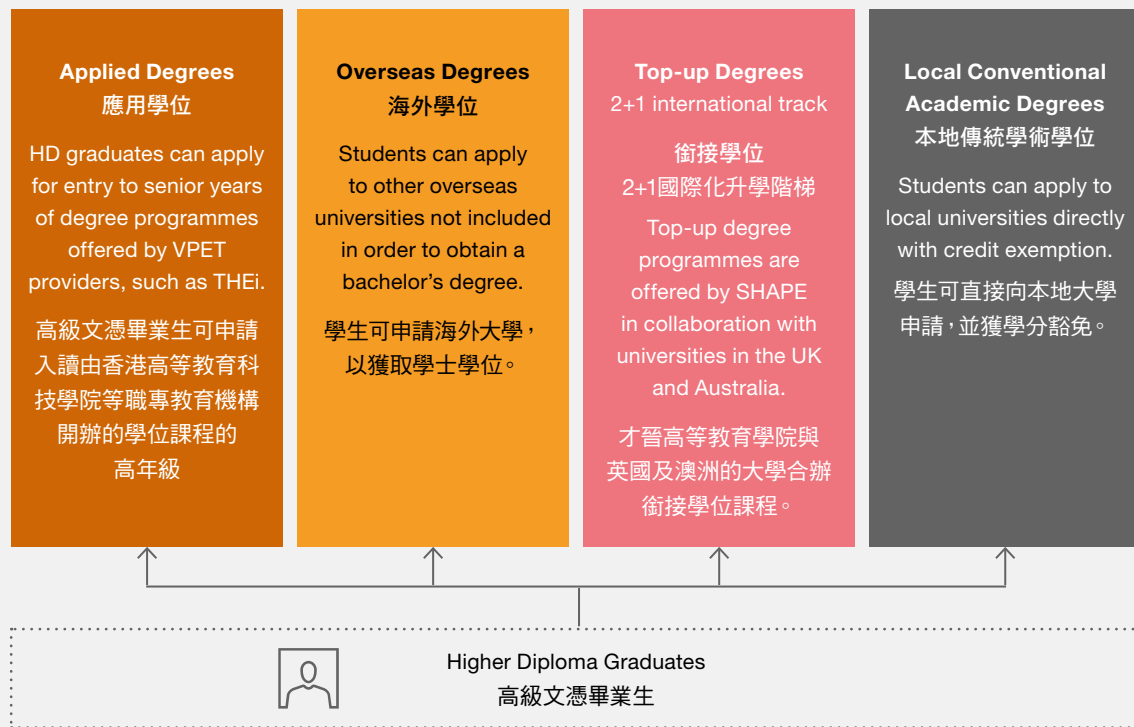 Applied Degrees
應用學位
HD graduates can apply
for entry to senior years
of degree programmes
offered by VPET
providers, such as THEi.
高級文憑畢業生可申請
入讀由香港高等教育科
技學院等職專教育機構
開辦的學位課程的
高年級
Overseas Degrees
海外學位
Students can apply
to other overseas
universities not included
in order to obtain a
bachelor’s degree.
學生可申請海外大學，
以獲取學士學位。
Top-up Degrees
2+1 international track
銜接學位
2+1國際化升學階梯
Top-up degree
programmes are
offered by SHAPE
in collaboration with
universities in the UK
and Australia.
才晉高等教育學院與
英國及澳洲的大學合辦
銜接學位課程。
Local Conventional
Academic Degrees
本地傳統學術學位
Students can apply to
local universities directly
with credit exemption.
學生可直接向本地大學
申請，並獲學分豁免。
Higher Diploma Graduates
高級文憑畢業生